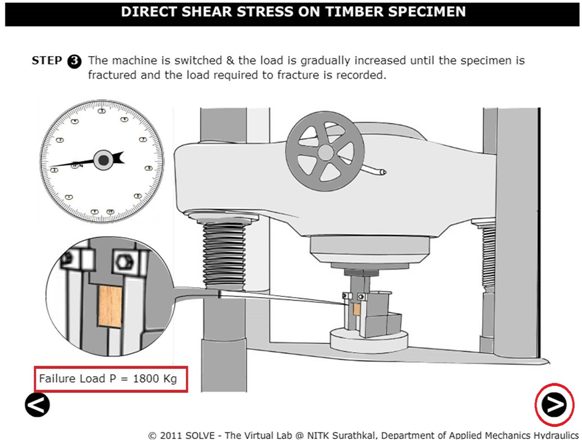 DIRECT SHEAR STRESS ON TIMBER SPECIMEN
STEP 3 The machine is switched & the load is gradually increased until the specimen is
fractured and the load required to fracture is recorded.
Failure Load P = 1800 Kg
© 2011 SOLVE - The Virtual Lab @ NITK Surathkal, Department of Applied Mechanics Hydraulics